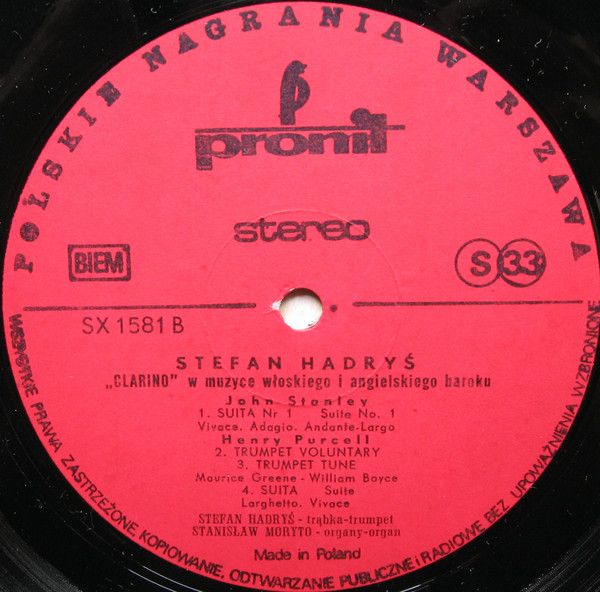 POLSKIE NAGRANIA WARSZAWA
pronit
stereo
BIEM
S 33
SX 1581 B
STEFAN HADRYŚ
„CLARINO" w muzyce włoskiego i angielskiego baroku
John Stanley
1. SUITA Nr 1 Suite No. 1
Vivace. Adagio. Andante-Largo
Henry Purcell
2. TRUMPET VOLUNTARY
3. TRUMPET TUNE
Maurice Greene - William Boyce
4. SUITA Suite
Larghetto. Vivace
STEFAN HADRYŚ - trąbka-trumpet
STANISŁAW MORYTO - organy-organ
Made in Poland
WSZYSTKIE PRAWA ZASTRZEŻONE, KOPIOWANIE, ODTWARZANIE PUBLICZNE i RADIOWE BEZ UPOWAŻNIENIA WZBRONIONE